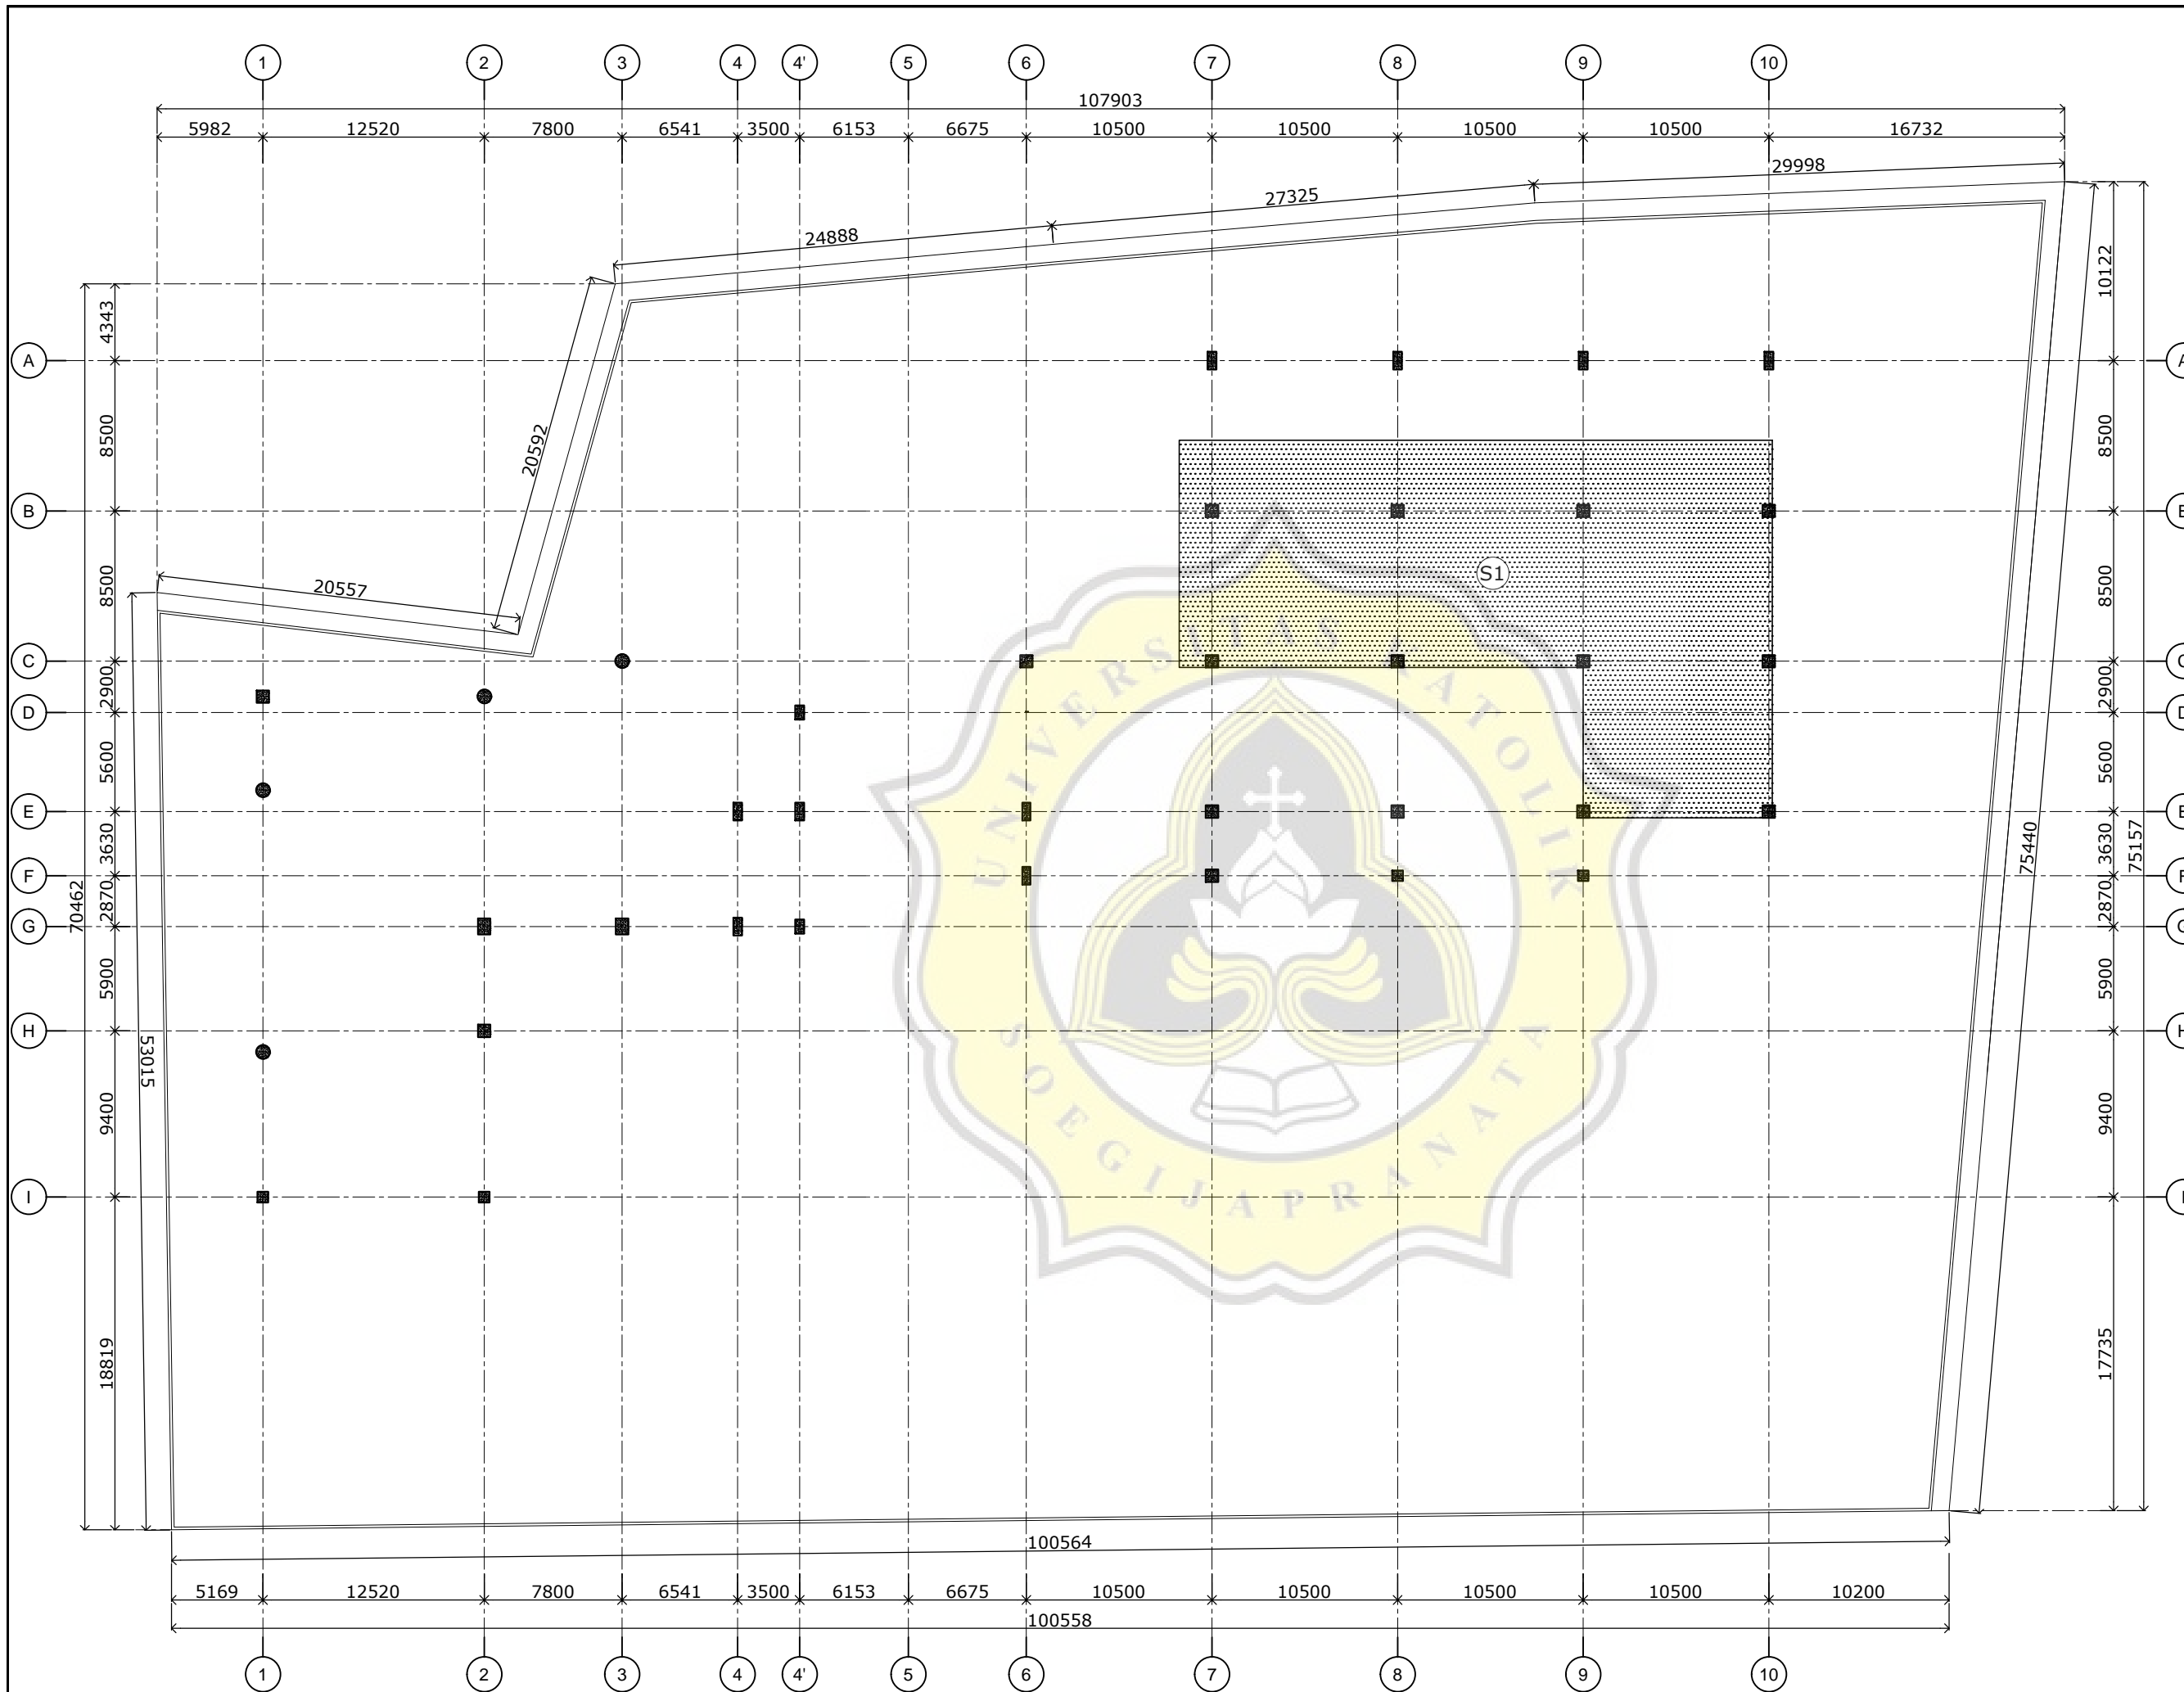 1 2 3 4 4' 5 6 7 8 9 10
107903
5982 12520 7800 6541 3500 6153 6675 10500 10500 10500 10500 16732
29998
27325
24888
20592
20557
4343 8500 8500 2900 5600 3630 2870 5900 9400 18819
70462
53015
10122 8500 8500 2900 5600 3630 2870 5900 9400 17735
75440
75157
A
B
C
D
E
F
G
H
I
A
S1
UNIVERSITAS KATOLIK
SOEGIJAPRANATA
100564
5169 12520 7800 6541 3500 6153 6675 10500 10500 10500 10500 10200
100558
1 2 3 4 4' 5 6 7 8 9 10